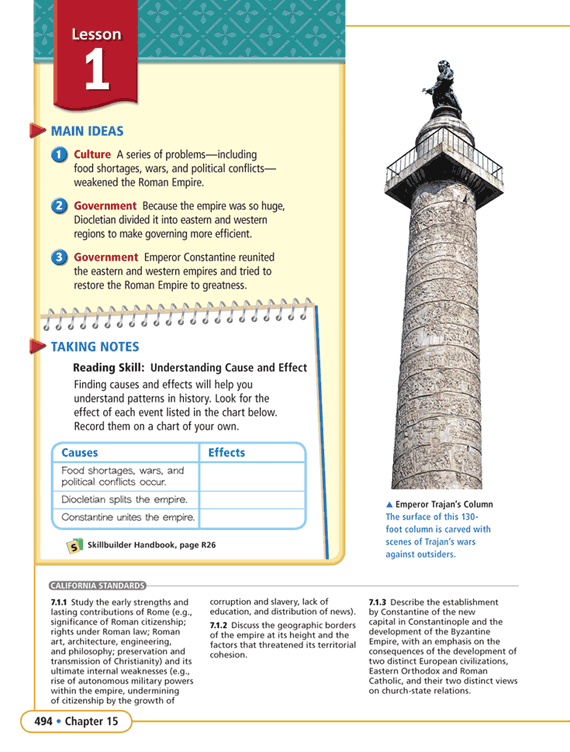 Lesson
1
MAIN IDEAS
1 Culture A series of problems—including
food shortages, wars, and political conflicts—
weakened the Roman Empire.
2 Government Because the empire was so huge,
Diocletian divided it into eastern and western
regions to make governing more efficient.
3 Government Emperor Constantine reunited
the eastern and western empires and tried to
restore the Roman Empire to greatness.
TAKING NOTES
Reading Skill: Understanding Cause and Effect
Finding causes and effects will help you
understand patterns in history. Look for the
effect of each event listed in the chart below.
Record them on a chart of your own.
Causes Effects
Food shortages, wars, and
political conflicts occur.
Diocletian splits the empire.
Constantine unites the empire.
S Skillbuilder Handbook, page R26
▲ Emperor Trajan's Column
The surface of this 130-
foot column is carved with
scenes of Trajan's wars
against outsiders.
CALIFORNIA STANDARDS
7.1.1 Study the early strengths and
lasting contributions of Rome (e.g.,
significance of Roman citizenship;
rights under Roman law; Roman
art, architecture, engineering,
and philosophy; preservation and
transmission of Christianity) and its
ultimate internal weaknesses (e.g.,
rise of autonomous military powers
within the empire, undermining
of citizenship by the growth of
corruption and slavery, lack of
education, and distribution of news).
7.1.2 Discuss the geographic borders
of the empire at its height and the
factors that threatened its territorial
cohesion.
7.1.3 Describe the establishment
by Constantine of the new
capital in Constantinople and the
development of the Byzantine
Empire, with an emphasis on the
consequences of the development of
two distinct European civilizations,
Eastern Orthodox and Roman
Catholic, and their two distinct views
on church-state relations.
494 • Chapter 15